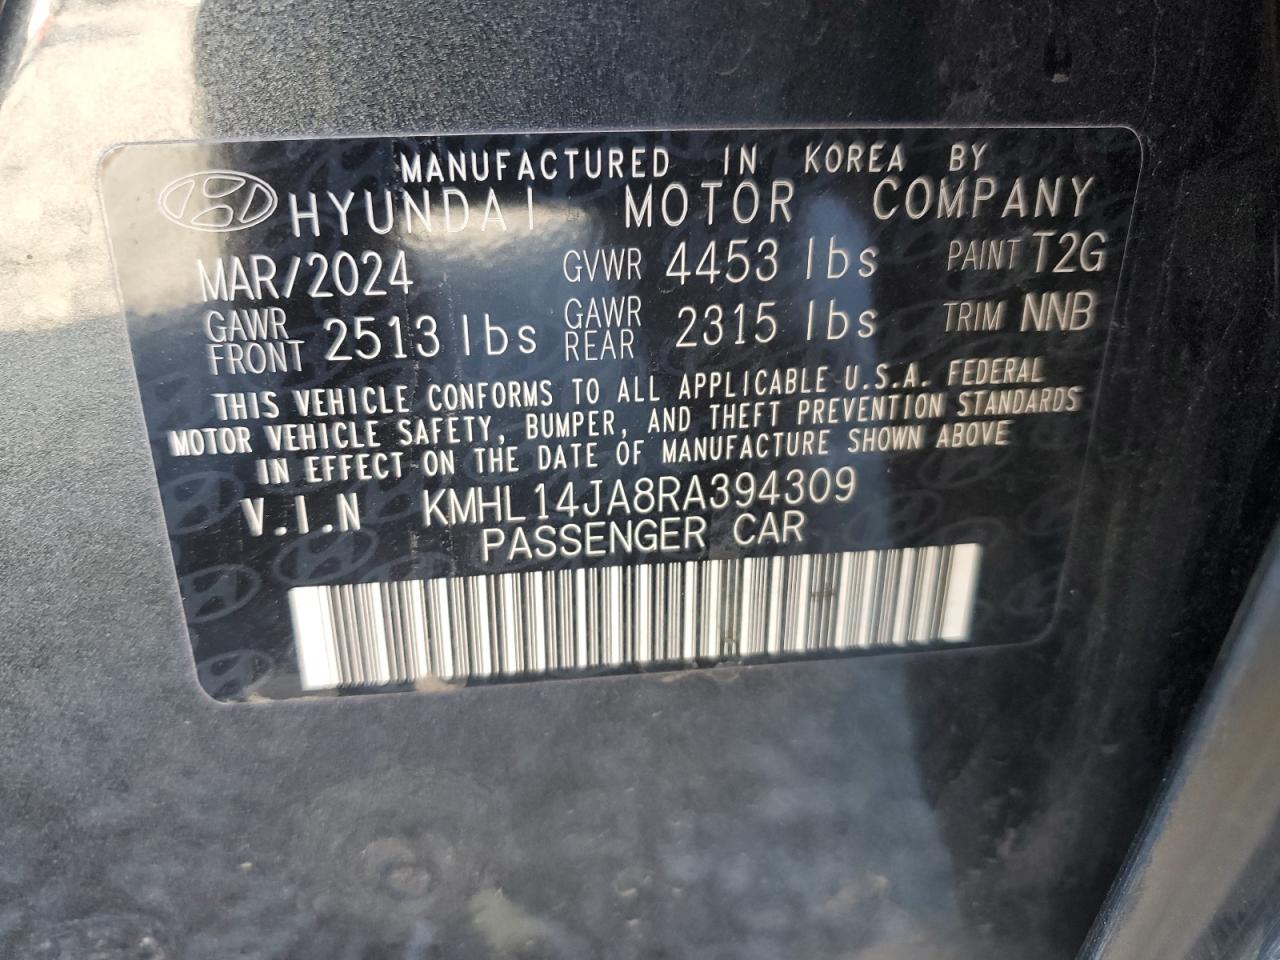 MANUFACTURED IN KOREA BY
HYUNDAI MOTOR COMPANY
MAR/2024 GVWR 4453 lbs PAINT T2G
GAWR FRONT 2513 lbs GAWR REAR 2315 lbs TRIM NNB
THIS VEHICLE CONFORMS TO ALL APPLICABLE U.S.A. FEDERAL
MOTOR VEHICLE SAFETY, BUMPER, AND THEFT PREVENTION STANDARDS
IN EFFECT ON THE DATE OF MANUFACTURE SHOWN ABOVE
V.I.N KMHL14JA8RA394309
PASSENGER CAR